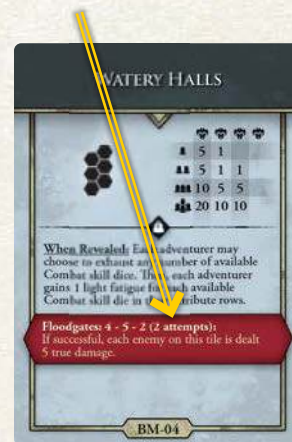 WATERY HALLS
5 1
5 1 1
10 5 5
20 10 10
When Revealed: Each adventurer may
choose to exhaust any number of available
Combat skill dice. Then, each adventurer
gains 1 light fatigue for each available
Combat skill die in their attribute rows.
Floodgates: 4 - 5 - 2 (2 attempts):
If successful, each enemy on this tile is dealt
5 true damage.
BM-04